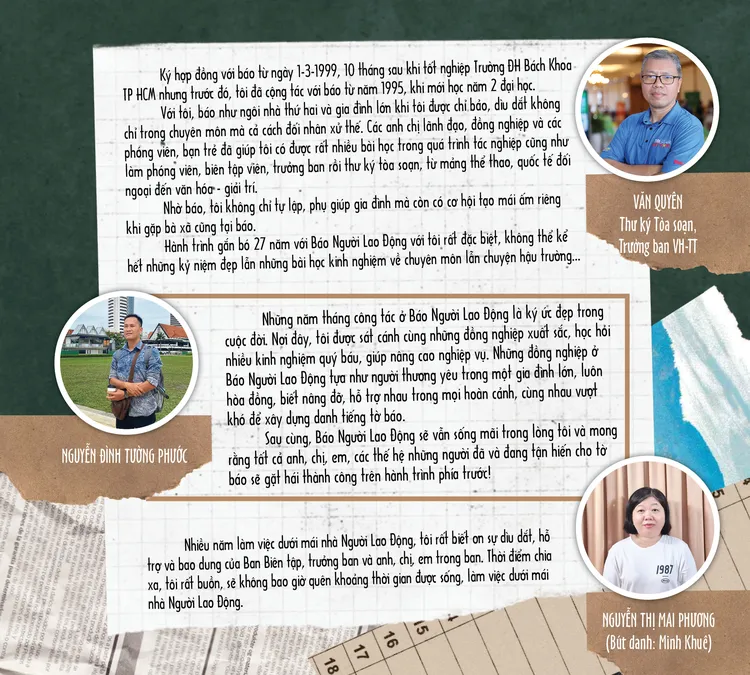 Ký hợp đồng với báo từ ngày 1-3-1999, 10 tháng sau khi tốt nghiệp Trường ĐH Bách Khoa
TP HCM nhưng trước đó, tôi đã cộng tác với báo từ năm 1995, khi mới học năm 2 đại học.
Với tôi, báo như ngôi nhà thứ hai và gia đình lớn khi tôi được chỉ bảo, dìu dắt không
chỉ trong chuyên môn mà cả cách đối nhân xử thế. Các anh chị lãnh đạo, đồng nghiệp và các
phóng viên, bạn trẻ đã giúp tôi có được rất nhiều bài học trong quá trình tác nghiệp cũng như
làm phóng viên, biên tập viên, trưởng ban rồi thư ký tòa soạn, từ mảng thể thao, quốc tế đối
ngoại đến văn hóa - giải trí.
Nhờ báo, tôi không chỉ tự lập, phụ giúp gia đình mà còn có cơ hội tạo mái ấm riêng
khi gặp bà xã cũng tại báo.
Hành trình gắn bó 27 năm với Báo Người Lao Động với tôi rất đặc biệt, không thể kể
hết những kỷ niệm đẹp lẫn những bài học kinh nghiệm về chuyên môn lẫn chuyện hậu trường...
VĂN QUYÊN
Thư ký Tòa soạn,
Trưởng ban VH-TT
Những năm tháng công tác ở Báo Người Lao Động là ký ức đẹp trong
cuộc đời. Nơi đây, tôi được sát cánh cùng những đồng nghiệp xuất sắc, học hỏi
nhiều kinh nghiệm quý báu, giúp nâng cao nghiệp vụ. Những đồng nghiệp ở
Báo Người Lao Động tựa như người thương yêu trong một gia đình lớn, luôn
hòa đồng, biết nâng đỡ, hỗ trợ nhau trong mọi hoàn cảnh, cùng nhau vượt
khó để xây dựng danh tiếng tờ báo.
Sau cùng, Báo Người Lao Động sẽ vẫn sống mãi trong lòng tôi và mong
rằng tất cả anh, chị, em, các thế hệ những người đã và đang tận hiến cho tờ
báo sẽ gặt hái thành công trên hành trình phía trước!
NGUYỄN ĐÌNH TƯỜNG PHƯỚC
Nhiều năm làm việc dưới mái nhà Người Lao Động, tôi rất biết ơn sự dìu dắt, hỗ
trợ và bao dung của Ban Biên tập, trưởng ban và anh, chị, em trong ban. Thời điểm chia
xa, tôi rất buồn, sẽ không bao giờ quên khoảng thời gian được sống, làm việc dưới mái
nhà Người Lao Động.
1987
NGUYỄN THỊ MAI PHƯƠNG
(Bút danh: Minh Khuê)
18
17
16
15